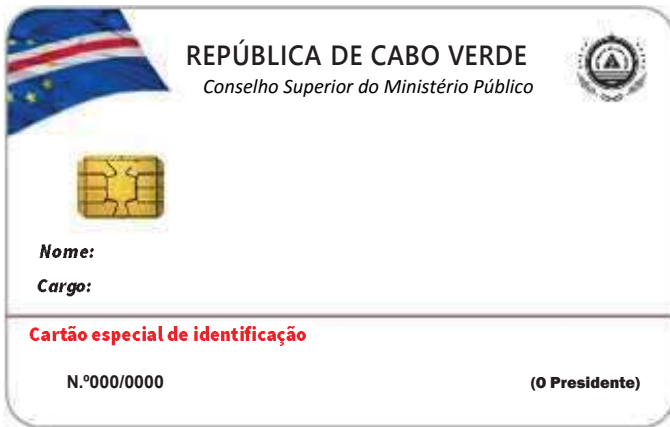 REPÚBLICA DE CABO VERDE
Conselho Superior do Ministério Público
Nome:
Cargo:
Cartão especial de identificação
N.º000/0000
(O Presidente)